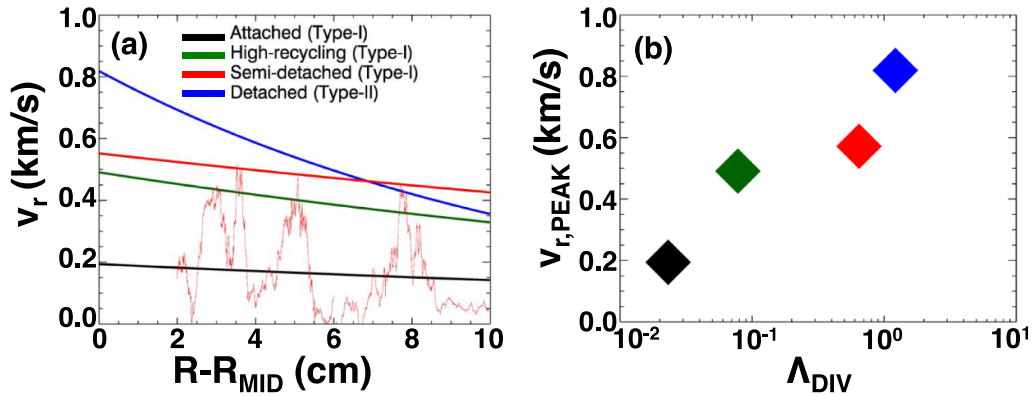 (a)
Attached (Type-I)
High-recycling (Type-I)
Semi-detached (Type-I)
Detached (Type-II)
1.0
0.8
0.6
0.4
0.2
0.0
v_r (km/s)
0 2 4 6 8 10
R-R_MID (cm)
(b)
1.0
0.8
0.6
0.4
0.2
0.0
v_r,PEAK (km/s)
10^-2 10^-1 10^0 10^1
Λ_DIV